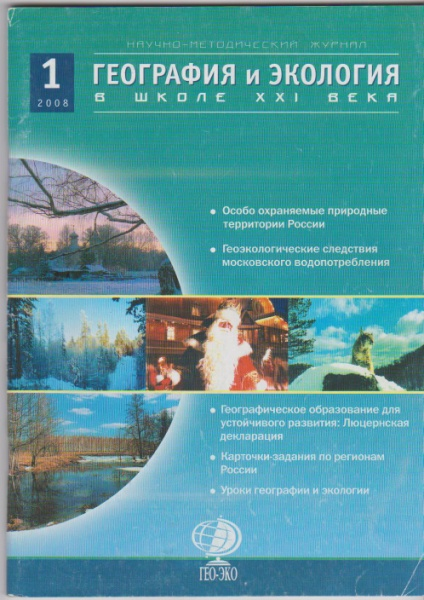 НАУЧНО-МЕТОДИЧЕСКИЙ ЖУРНАЛ
1
2008
ГЕОГРАФИЯ и ЭКОЛОГИЯ
В ШКОЛЕ XXI ВЕКА
• Особо охраняемые природные
территории России
• Геоэкологические следствия
московского водопотребления
• Географическое образование для
устойчивого развития: Люцернская
декларация
• Карточки-задания по регионам
России
• Уроки географии и экологии
ГЕО-ЭКО